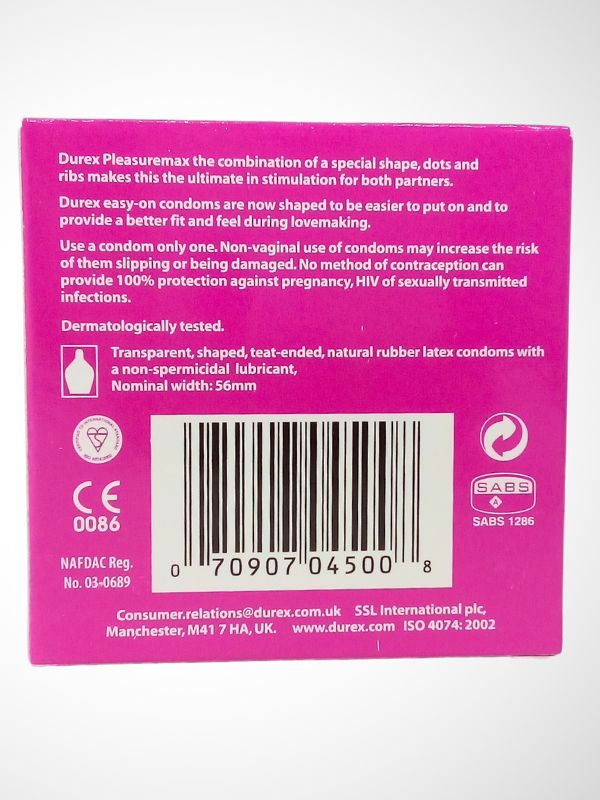 Durex Pleasuremax the combination of a special shape, dots and
ribs makes this the ultimate in stimulation for both partners.
Durex easy-on condoms are now shaped to be easier to put on and to
provide a better fit and feel during lovemaking.
Use a condom only one. Non-vaginal use of condoms may increase the risk
of them slipping or being damaged. No method of contraception can
provide 100% protection against pregnancy, HIV of sexually transmitted
infections.
Dermatologically tested.
Transparent, shaped, teat-ended, natural rubber latex condoms with
a non-spermicidal lubricant,
Nominal width: 56mm
CE
0086
SABS
A
SABS 1286
NAFDAC Reg.
No. 03-0689
0 70907 04500 8
Consumer.relations@durex.com.uk SSL International plc,
Manchester, M41 7 HA, UK. www.durex.com ISO 4074: 2002